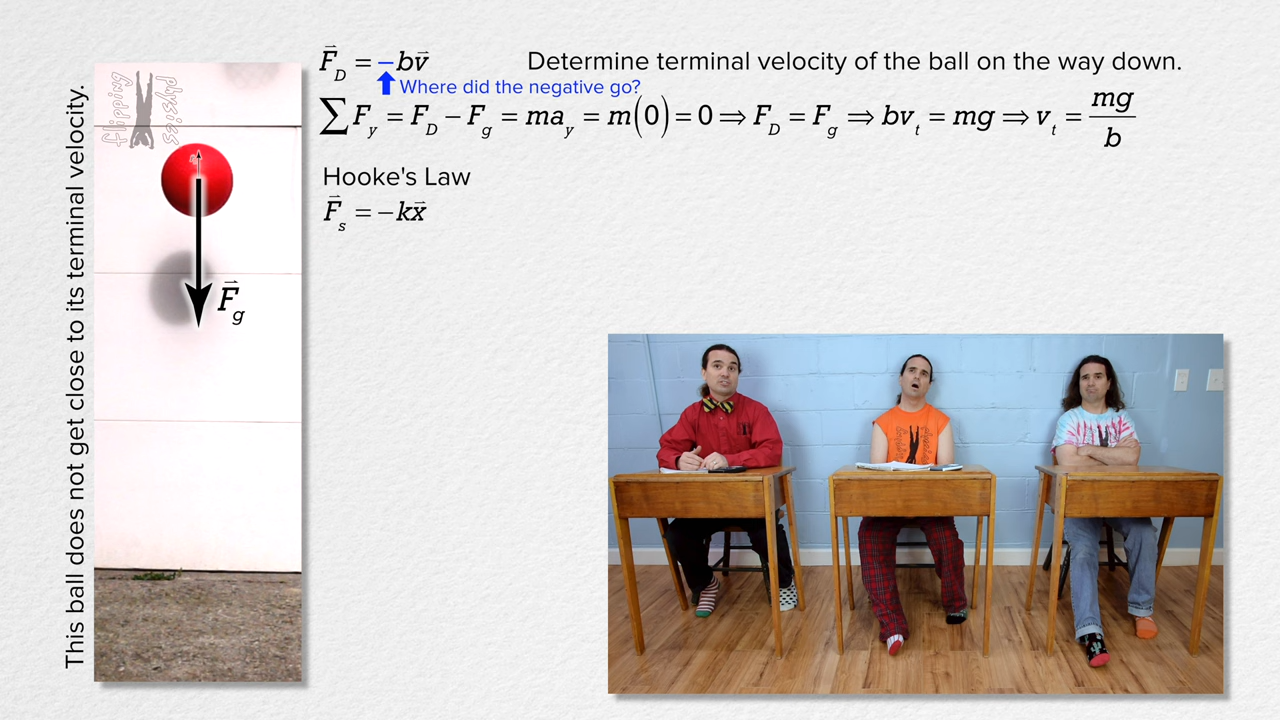 This ball does not get close to its terminal velocity.
flipping physics
F⃗_D = −bv⃗
Determine terminal velocity of the ball on the way down.
Where did the negative go?
∑F_y = F_D − F_g = ma_y = m(0) = 0 ⇒ F_D = F_g ⇒ bv_t = mg ⇒ v_t = mg/b
Hooke's Law
F⃗_s = −kx⃗
F⃗_g